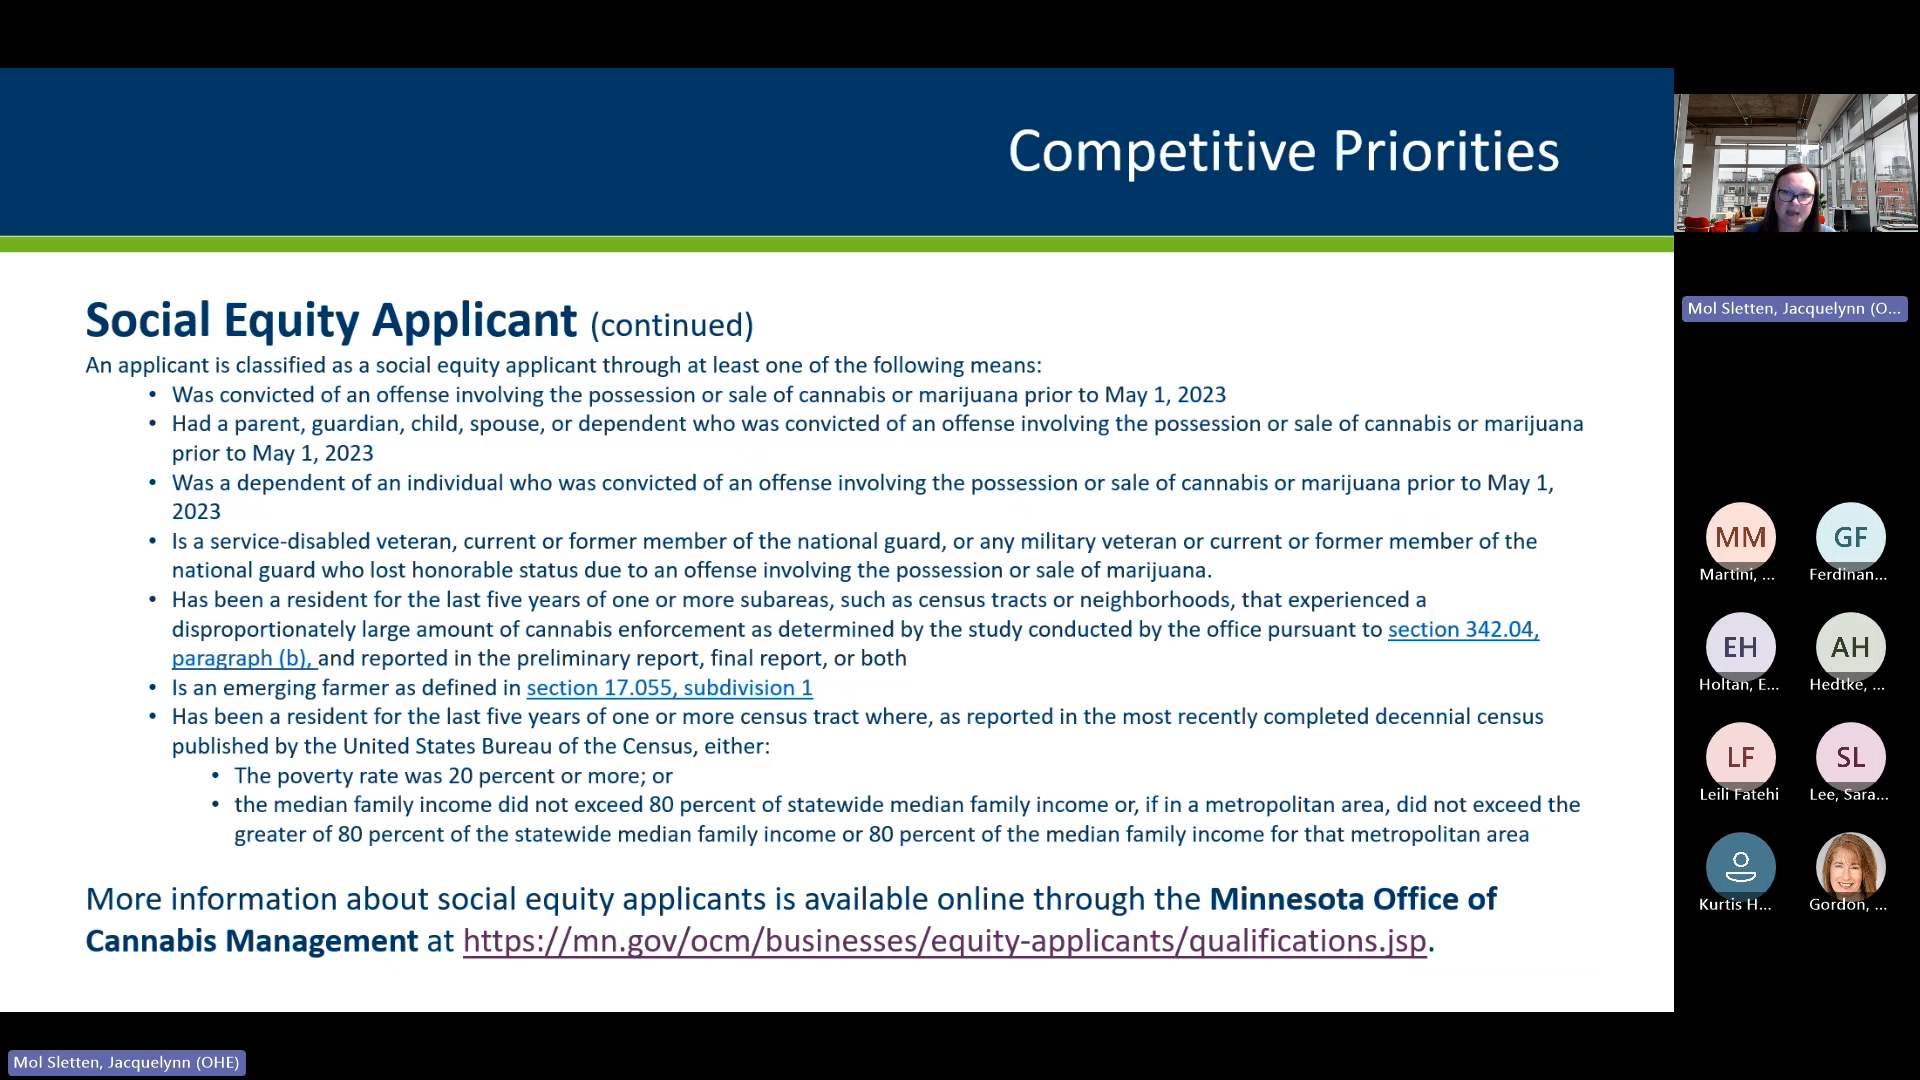 Competitive Priorities
Social Equity Applicant (continued)
An applicant is classified as a social equity applicant through at least one of the following means:
• Was convicted of an offense involving the possession or sale of cannabis or marijuana prior to May 1, 2023
• Had a parent, guardian, child, spouse, or dependent who was convicted of an offense involving the possession or sale of cannabis or marijuana
prior to May 1, 2023
• Was a dependent of an individual who was convicted of an offense involving the possession or sale of cannabis or marijuana prior to May 1,
2023
• Is a service-disabled veteran, current or former member of the national guard, or any military veteran or current or former member of the
national guard who lost honorable status due to an offense involving the possession or sale of marijuana.
• Has been a resident for the last five years of one or more subareas, such as census tracts or neighborhoods, that experienced a
disproportionately large amount of cannabis enforcement as determined by the study conducted by the office pursuant to section 342.04,
paragraph (b), and reported in the preliminary report, final report, or both
• Is an emerging farmer as defined in section 17.055, subdivision 1
• Has been a resident for the last five years of one or more census tract where, as reported in the most recently completed decennial census
published by the United States Bureau of the Census, either:
• The poverty rate was 20 percent or more; or
• the median family income did not exceed 80 percent of statewide median family income or, if in a metropolitan area, did not exceed the
greater of 80 percent of the statewide median family income or 80 percent of the median family income for that metropolitan area
More information about social equity applicants is available online through the Minnesota Office of
Cannabis Management at https://mn.gov/ocm/businesses/equity-applicants/qualifications.jsp.
Mol Sletten, Jacquelynn (O...
MM
GF
Martini, ...
Ferdinan...
EH
AH
Holtan, E...
Hedtke, ...
LF
SL
Leili Fatehi
Lee, Sara...
Kurtis H...
Gordon, ...
Mol Sletten, Jacquelynn (OHE)